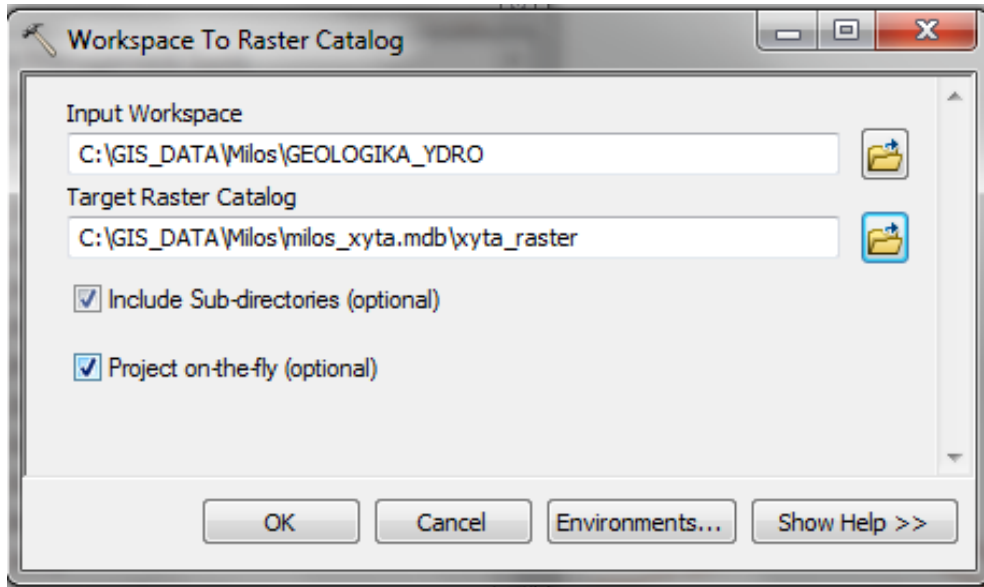 Workspace To Raster Catalog
Input Workspace
C:\GIS_DATA\Milos\GEOLOGIKA_YDRO
Target Raster Catalog
C:\GIS_DATA\Milos\milos_xyta.mdb\xyta_raster
Include Sub-directories (optional)
Project on-the-fly (optional)
OK Cancel Environments... Show Help >>